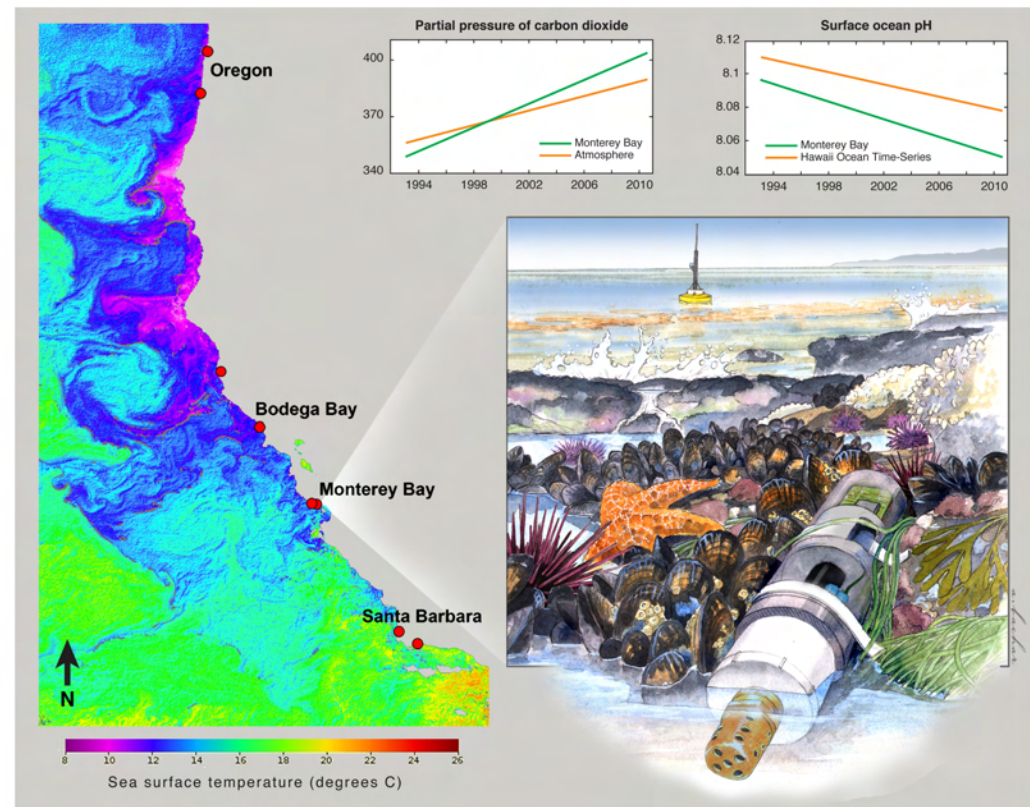 Partial pressure of carbon dioxide
400
370
340
Monterey Bay
Atmosphere
1994 1998 2002 2006 2010
Surface ocean pH
8.12
8.1
8.08
8.06
8.04
Monterey Bay
Hawaii Ocean Time-Series
1994 1998 2002 2006 2010
Oregon
Bodega Bay
Monterey Bay
Santa Barbara
N
8 10 12 14 16 18 20 22 24 26
Sea surface temperature (degrees C)